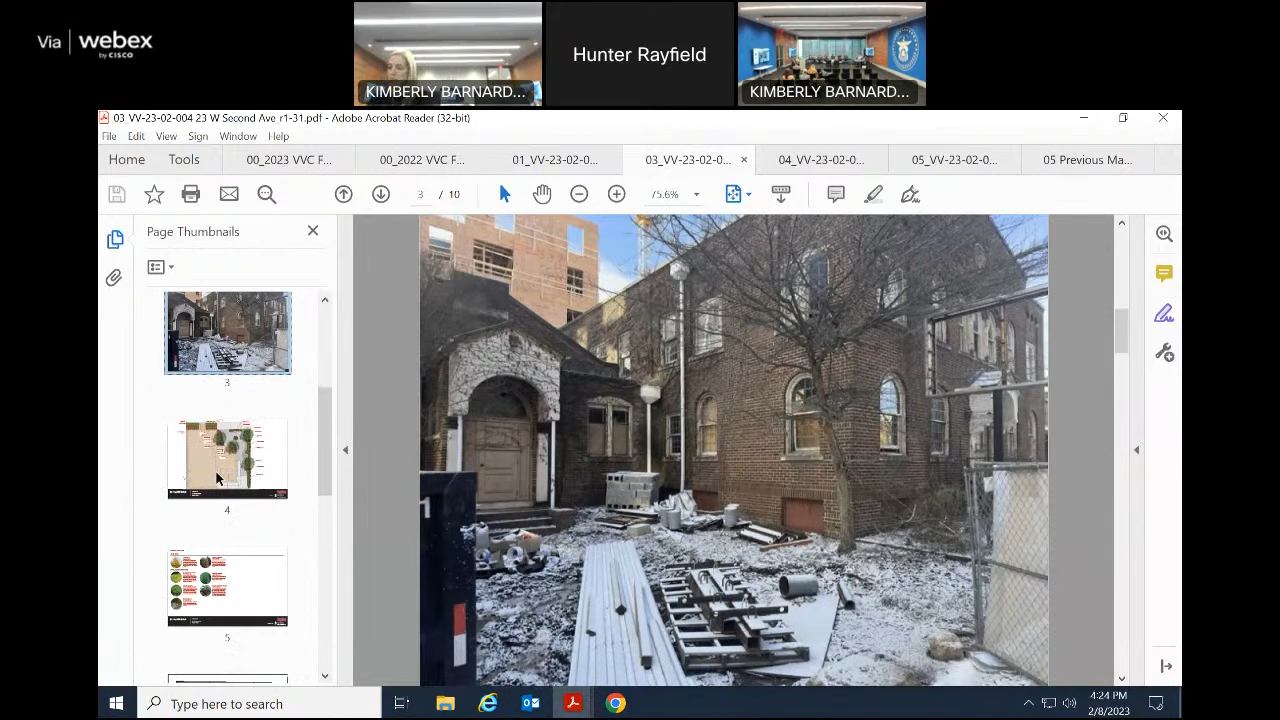 Via webex
by CISCO
KIMBERLY BARNARD...
Hunter Rayfield
KIMBERLY BARNARD...
03_VV-23-02-004 23 W Second Ave_r1-31.pdf - Adobe Acrobat Reader (32-bit)
File Edit View Sign Window Help
Home Tools 00_2023 VVC F... 00_2022 VVC F... 01_VV-23-02-0... 03_VV-23-02-0... 04_VV-23-02-0... 05_VV-23-02-0... 05 Previous Ma...
3 / 10 75.6%
Page Thumbnails
3
4
5
Type here to search
4:24 PM
2/8/2023